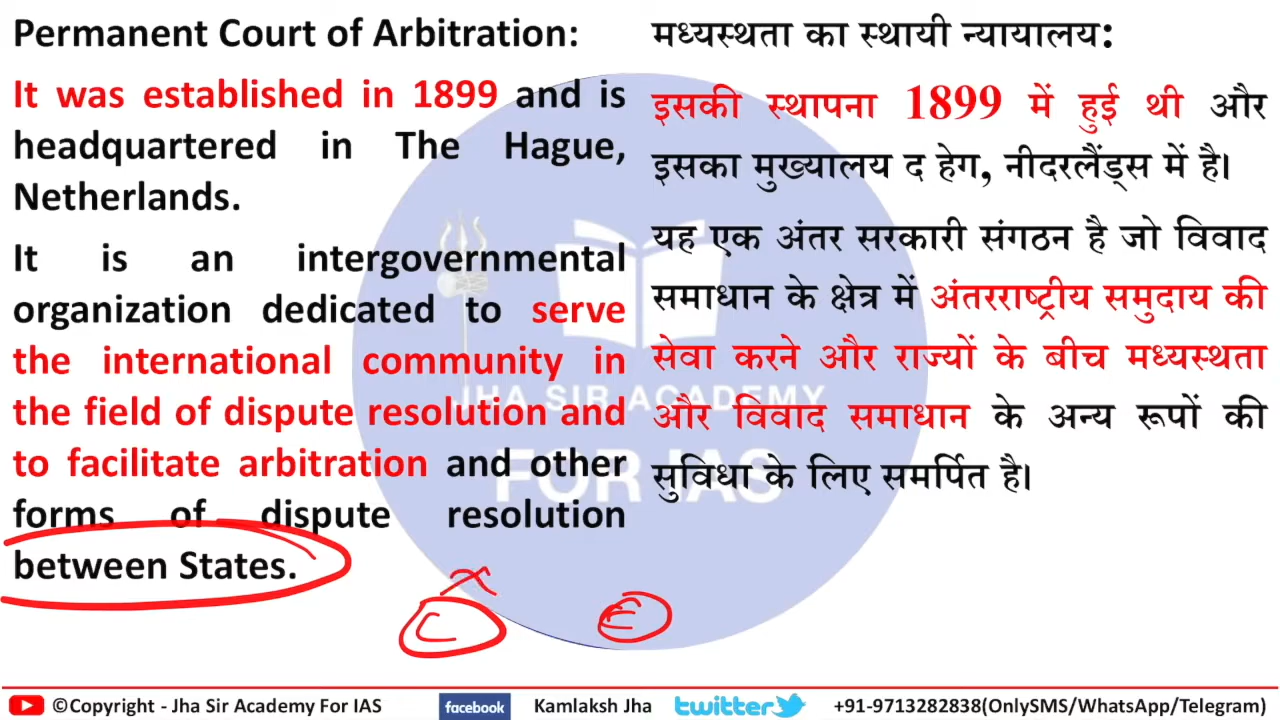 Permanent Court of Arbitration:
It was established in 1899 and is
headquartered in The Hague,
Netherlands.
It is an intergovernmental
organization dedicated to serve
the international community in
the field of dispute resolution and
to facilitate arbitration and other
forms of dispute resolution
between States.
मध्यस्थता का स्थायी न्यायालय:
इसकी स्थापना 1899 में हुई थी और
इसका मुख्यालय द हेग, नीदरलैंड्स में है।
यह एक अंतर सरकारी संगठन है जो विवाद
समाधान के क्षेत्र में अंतरराष्ट्रीय समुदाय की
सेवा करने और राज्यों के बीच मध्यस्थता
और विवाद समाधान के अन्य रूपों की
सुविधा के लिए समर्पित है।
JHA SIR ACADEMY
FOR IAS
C
©Copyright - Jha Sir Academy For IAS
facebook
Kamlaksh Jha
twitter
+91-9713282838(OnlySMS/WhatsApp/Telegram)